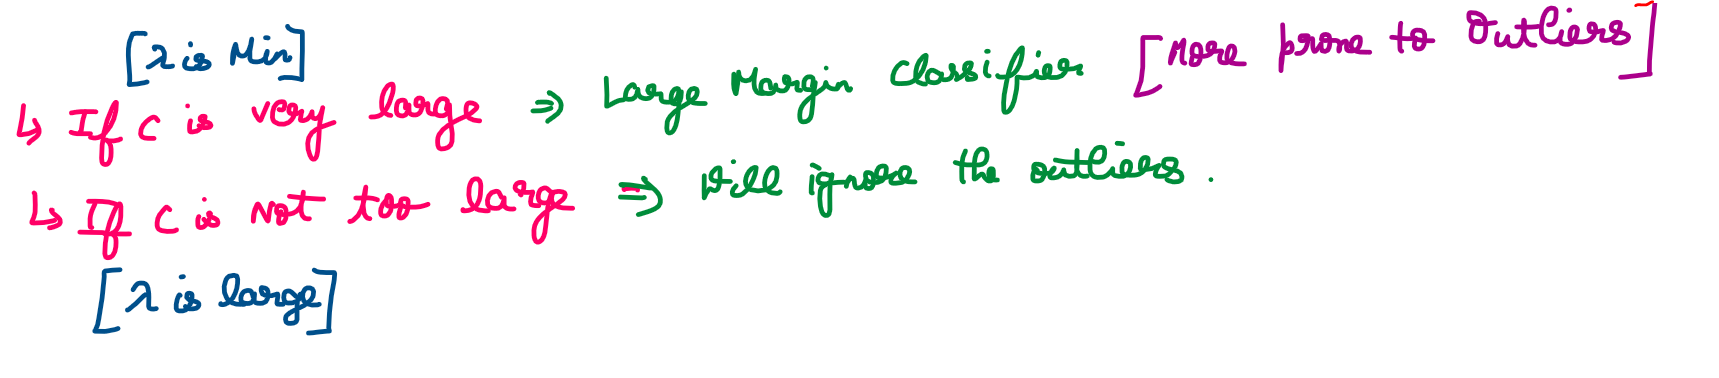 [λ is Min]
↳ If C is very large ⇒ Large Margin Classifier [More prone to Outliers]
↳ If C is not too large ⇒ Will ignore the outliers.
[λ is large]